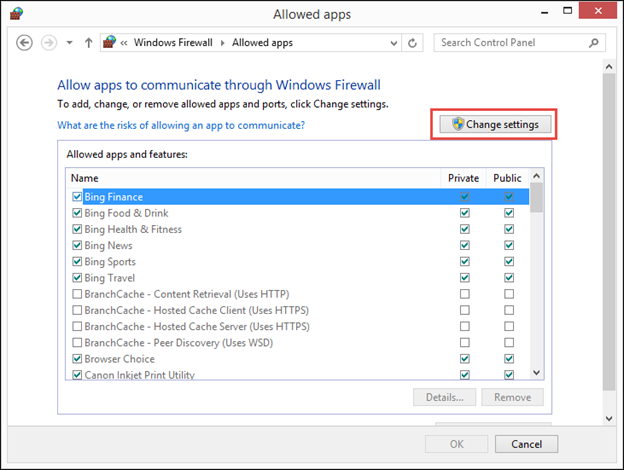 Allowed apps
« Windows Firewall ▸ Allowed apps
Search Control Panel
Allow apps to communicate through Windows Firewall
To add, change, or remove allowed apps and ports, click Change settings.
What are the risks of allowing an app to communicate?
Change settings
Allowed apps and features:
Name Private Public
Bing Finance
Bing Food & Drink
Bing Health & Fitness
Bing News
Bing Sports
Bing Travel
BranchCache - Content Retrieval (Uses HTTP)
BranchCache - Hosted Cache Client (Uses HTTPS)
BranchCache - Hosted Cache Server (Uses HTTPS)
BranchCache - Peer Discovery (Uses WSD)
Browser Choice
Canon Inkjet Print Utility
Details... Remove
OK Cancel